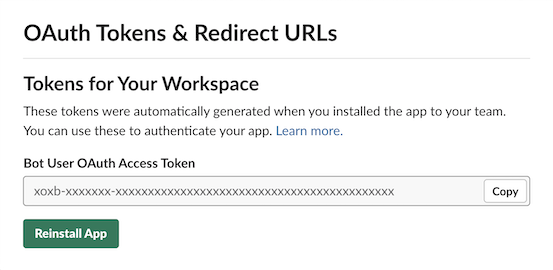 OAuth Tokens & Redirect URLs
Tokens for Your Workspace
These tokens were automatically generated when you installed the app to your team.
You can use these to authenticate your app. Learn more.
Bot User OAuth Access Token
xoxb-xxxxxxx-xxxxxxxxxxxxxxxxxxxxxxxxxxxxxxxxxxxxxxxxxxx Copy
Reinstall App